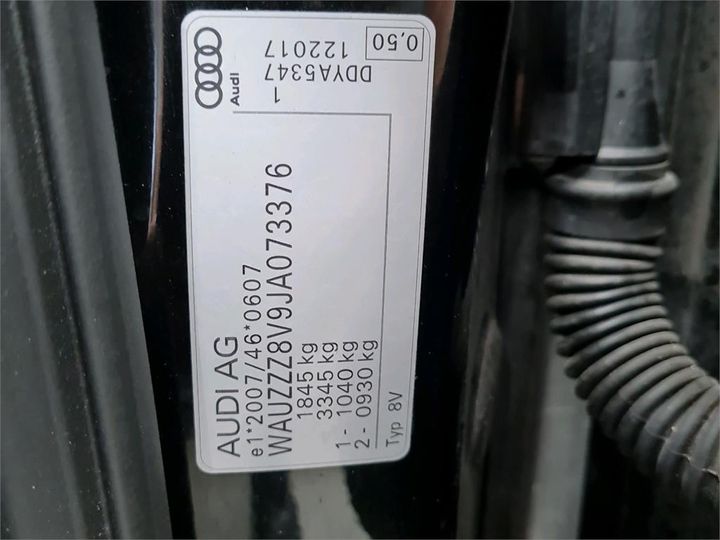 AUDI AG
e1*2007/46*0607
WAUZZZ8V9JA073376
1845 kg
3345 kg
1 - 1040 kg
2 - 0930 kg
Typ 8V
Audi
1
DDYA5347
122017
0,50